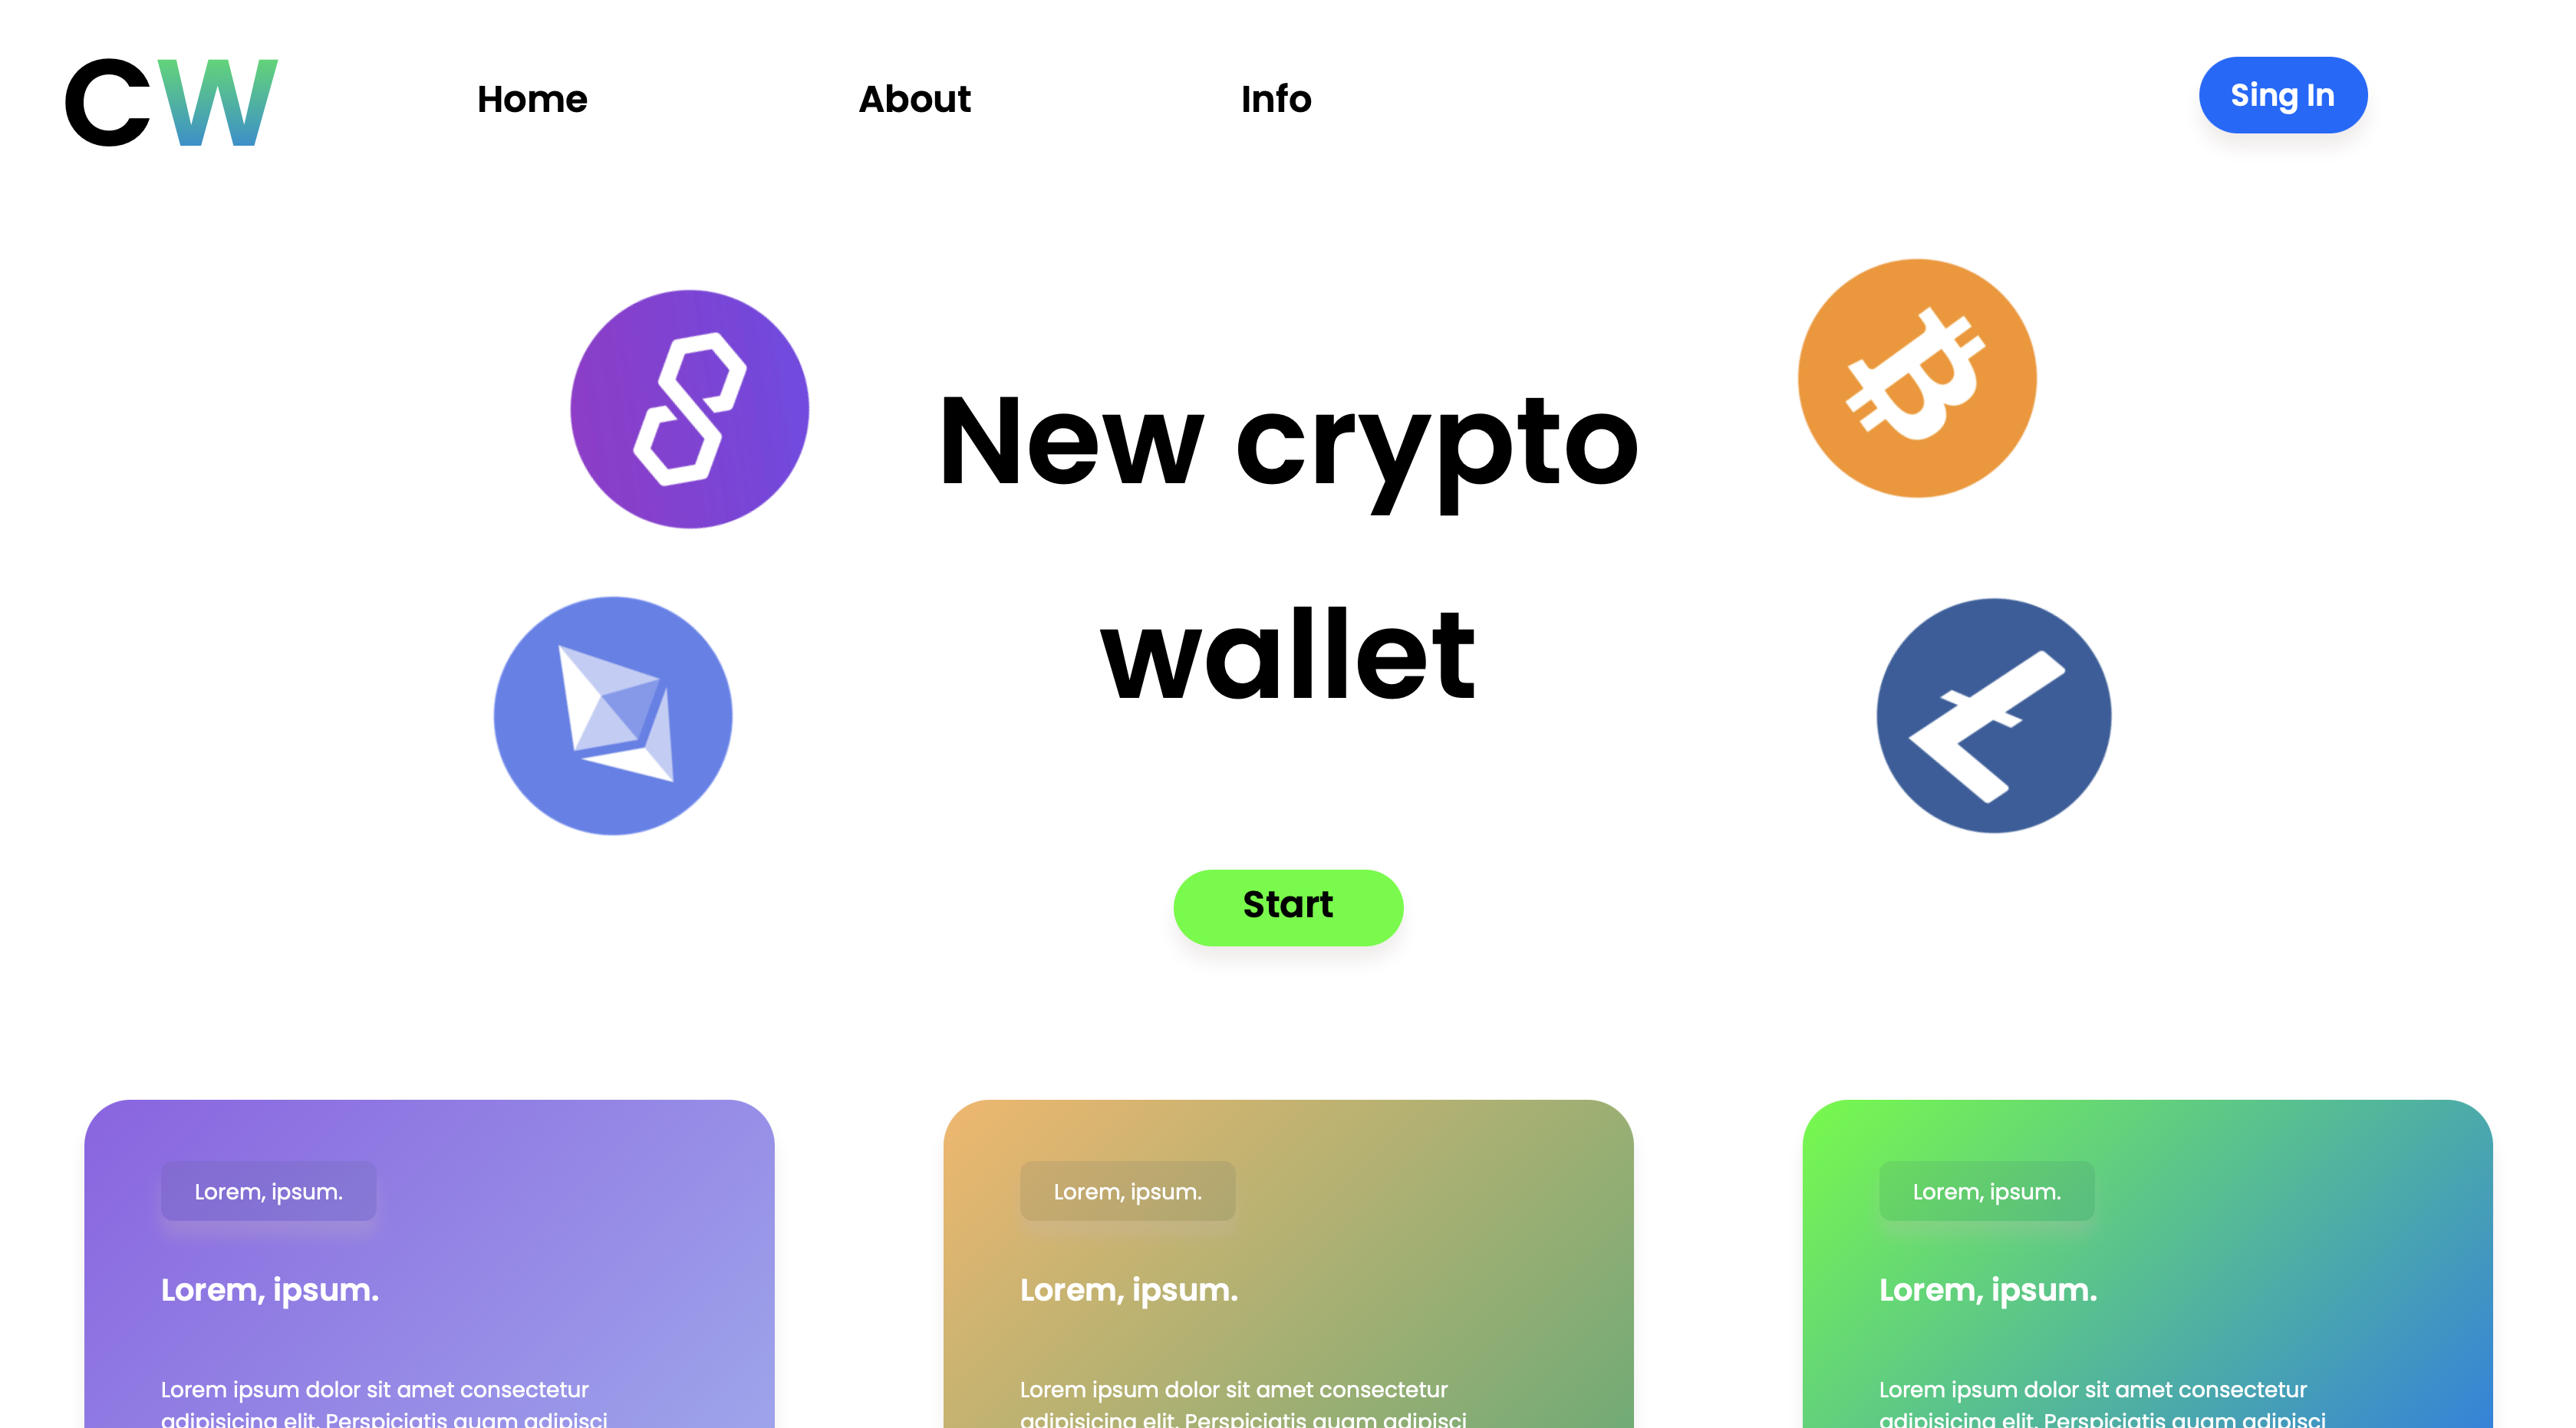 CW
Home
About
Info
Sing In
New crypto
wallet
Start
Lorem, ipsum.
Lorem, ipsum.
Lorem ipsum dolor sit amet consectetur
adipisicing elit. Perspiciatis quam adipisci
Lorem, ipsum.
Lorem, ipsum.
Lorem ipsum dolor sit amet consectetur
adipisicing elit. Perspiciatis quam adipisci
Lorem, ipsum.
Lorem, ipsum.
Lorem ipsum dolor sit amet consectetur
adipisicing elit. Perspiciatis quam adipisci